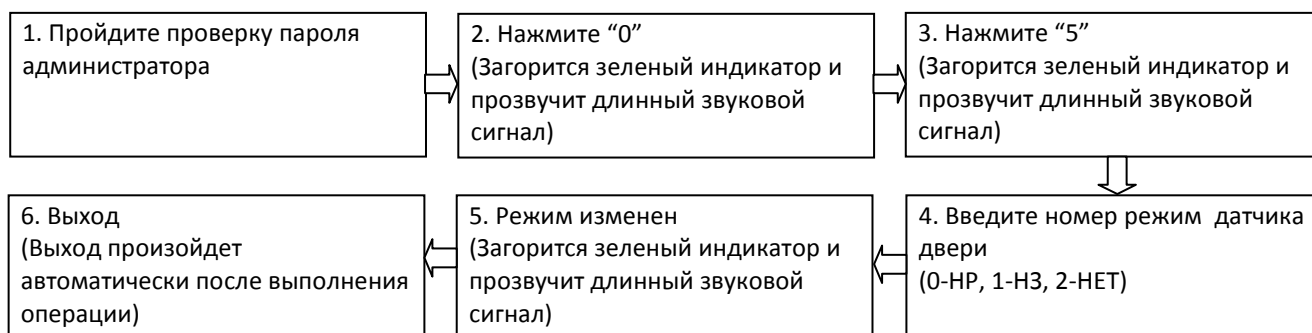 1. Пройдите проверку пароля
администратора
2. Нажмите “0”
(Загорится зеленый индикатор и
прозвучит длинный звуковой
сигнал)
3. Нажмите “5”
(Загорится зеленый индикатор и
прозвучит длинный звуковой
сигнал)
4. Введите номер режим датчика
двери
(0-НР, 1-НЗ, 2-НЕТ)
5. Режим изменен
(Загорится зеленый индикатор и
прозвучит длинный звуковой
сигнал)
6. Выход
(Выход произойдет
автоматически после выполнения
операции)